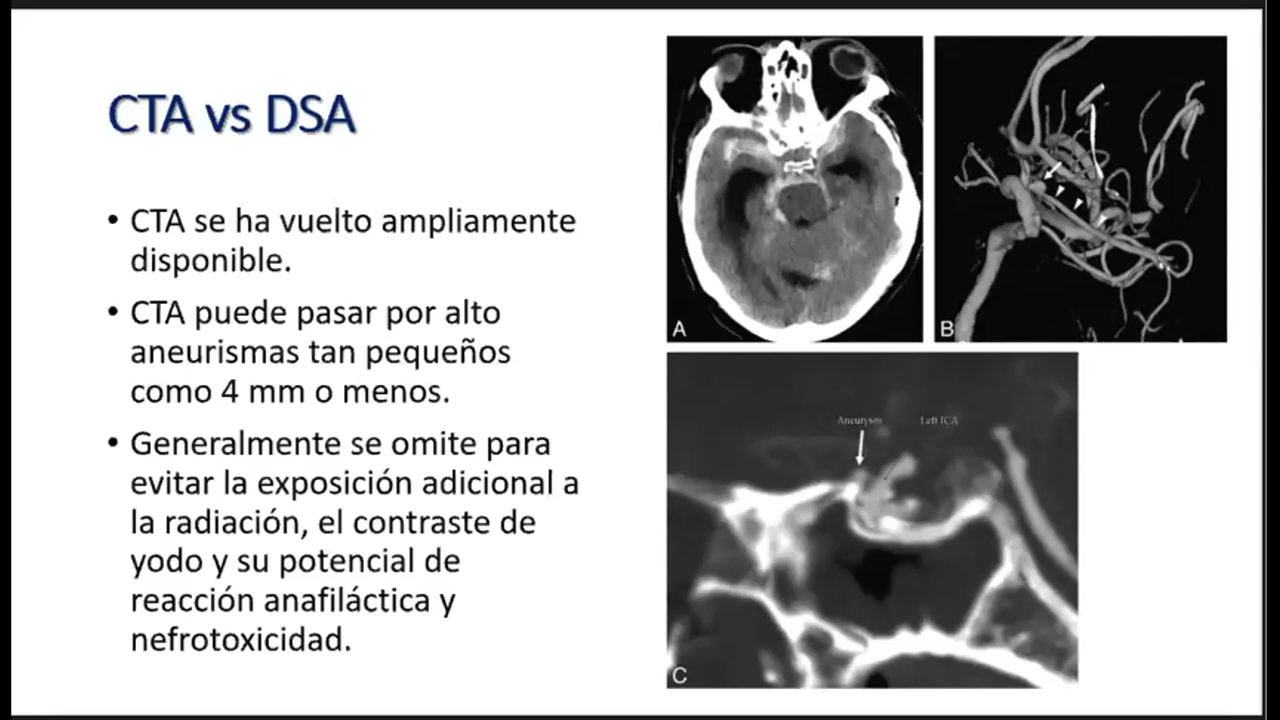 CTA vs DSA
• CTA se ha vuelto ampliamente
disponible.
• CTA puede pasar por alto
aneurismas tan pequeños
como 4 mm o menos.
• Generalmente se omite para
evitar la exposición adicional a
la radiación, el contraste de
yodo y su potencial de
reacción anafiláctica y
nefrotoxicidad.
A
B
Aneurysm Left ICA
C